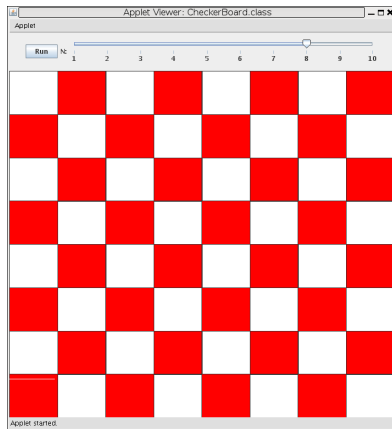 Applet Viewer: CheckerBoard.class
Applet
Run N:
1 2 3 4 5 6 7 8 9 10
Applet started.